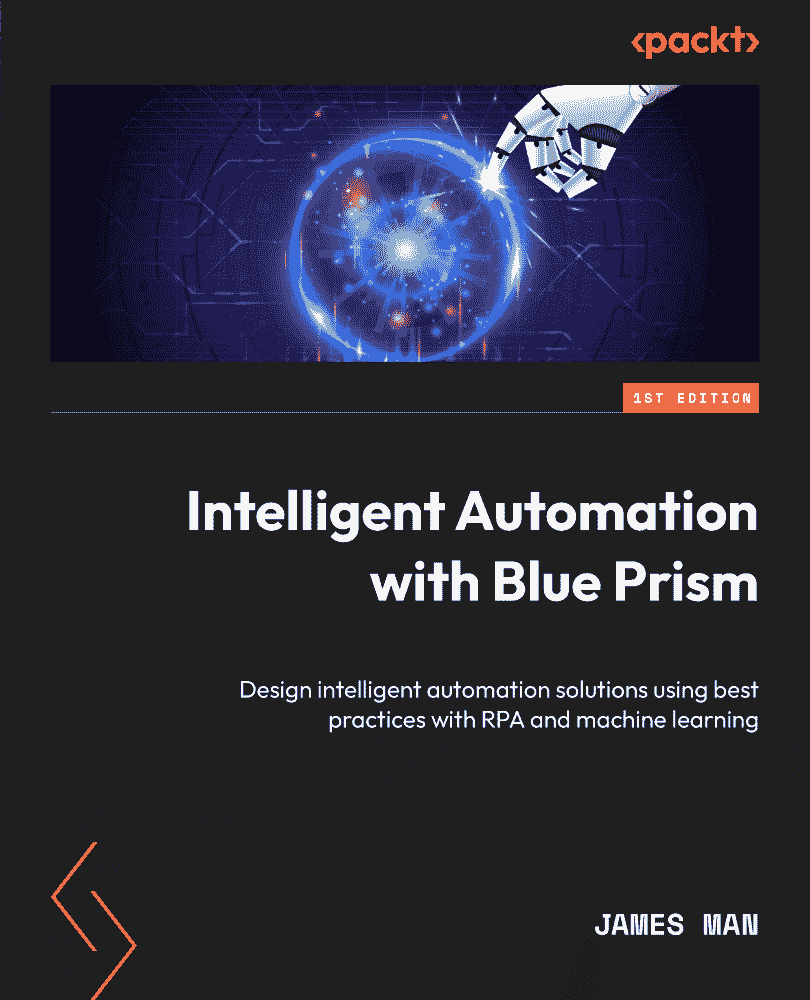 <packt>
1ST EDITION
Intelligent Automation
with Blue Prism
Design intelligent automation solutions using best
practices with RPA and machine learning
JAMES MAN